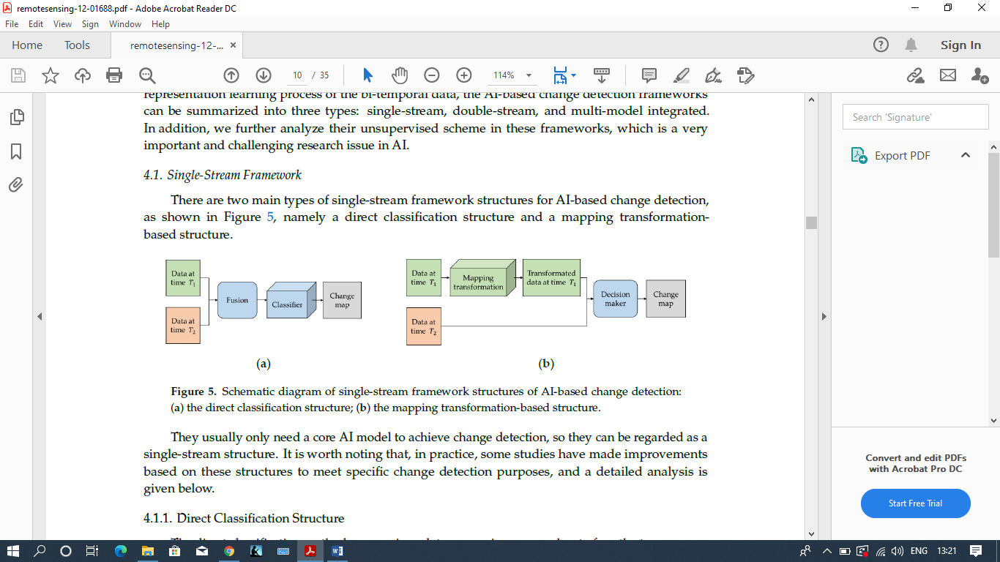 remotesensing-12-01688.pdf - Adobe Acrobat Reader DC
File Edit View Sign Window Help
Home Tools remotesensing-12-... × Sign In
10 / 35 114%
representation learning process of the bi-temporal data, the AI-based change detection frameworks
can be summarized into three types: single-stream, double-stream, and multi-model integrated.
In addition, we further analyze their unsupervised scheme in these frameworks, which is a very
important and challenging research issue in AI.
4.1. Single-Stream Framework
There are two main types of single-stream framework structures for AI-based change detection,
as shown in Figure 5, namely a direct classification structure and a mapping transformation-
based structure.
Data at
time T1
Data at
time T2
Fusion
Classifier
Change
map
(a)
Data at
time T1
Mapping
transformation
Transformated
data at time T1
Data at
time T2
Decision
maker
Change
map
(b)
Figure 5. Schematic diagram of single-stream framework structures of AI-based change detection:
(a) the direct classification structure; (b) the mapping transformation-based structure.
They usually only need a core AI model to achieve change detection, so they can be regarded as a
single-stream structure. It is worth noting that, in practice, some studies have made improvements
based on these structures to meet specific change detection purposes, and a detailed analysis is
given below.
4.1.1. Direct Classification Structure
Search 'Signature'
Export PDF
Convert and edit PDFs
with Acrobat Pro DC
Start Free Trial
ENG 13:21